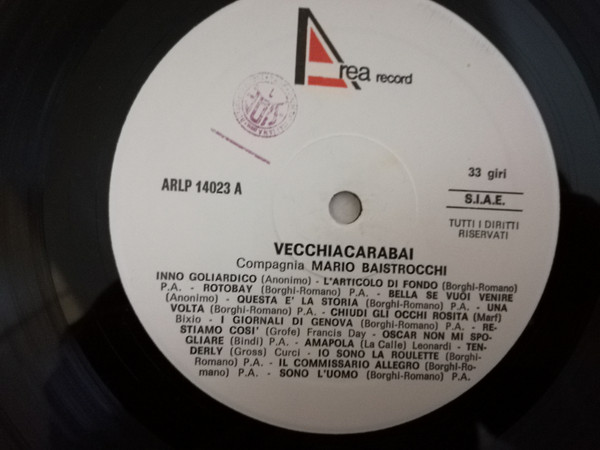 Area record
ARLP 14023 A
33 giri
S.I.A.E.
TUTTI I DIRITTI
RISERVATI
VECCHIACARABAI
Compagnia MARIO BAISTROCCHI
INNO GOLIARDICO (Anonimo) - L'ARTICOLO DI FONDO (Borghi-Romano)
P.A. - ROTOBAY (Borghi-Romano) P.A. - BELLA SE VUOI VENIRE
(Anonimo) - QUESTA E' LA STORIA (Borghi-Romano) P.A. - UNA
VOLTA (Borghi-Romano) P.A. - CHIUDI GLI OCCHI ROSITA (Marf)
Bixio - I GIORNALI DI GENOVA (Borghi-Romano) P.A. - RE-
STIAMO COSI' (Grofe) Francis Day - OSCAR NON MI SPO-
GLIARE (Bindi) P.A. - AMAPOLA (La Calle) Leonardi - TEN-
DERLY (Gross) Curci - IO SONO LA ROULETTE (Borghi-
Romano) P.A. - IL COMMISSARIO ALLEGRO (Borghi-Ro-
mano) P.A. - SONO L'UOMO (Borghi-Romano) P.A.